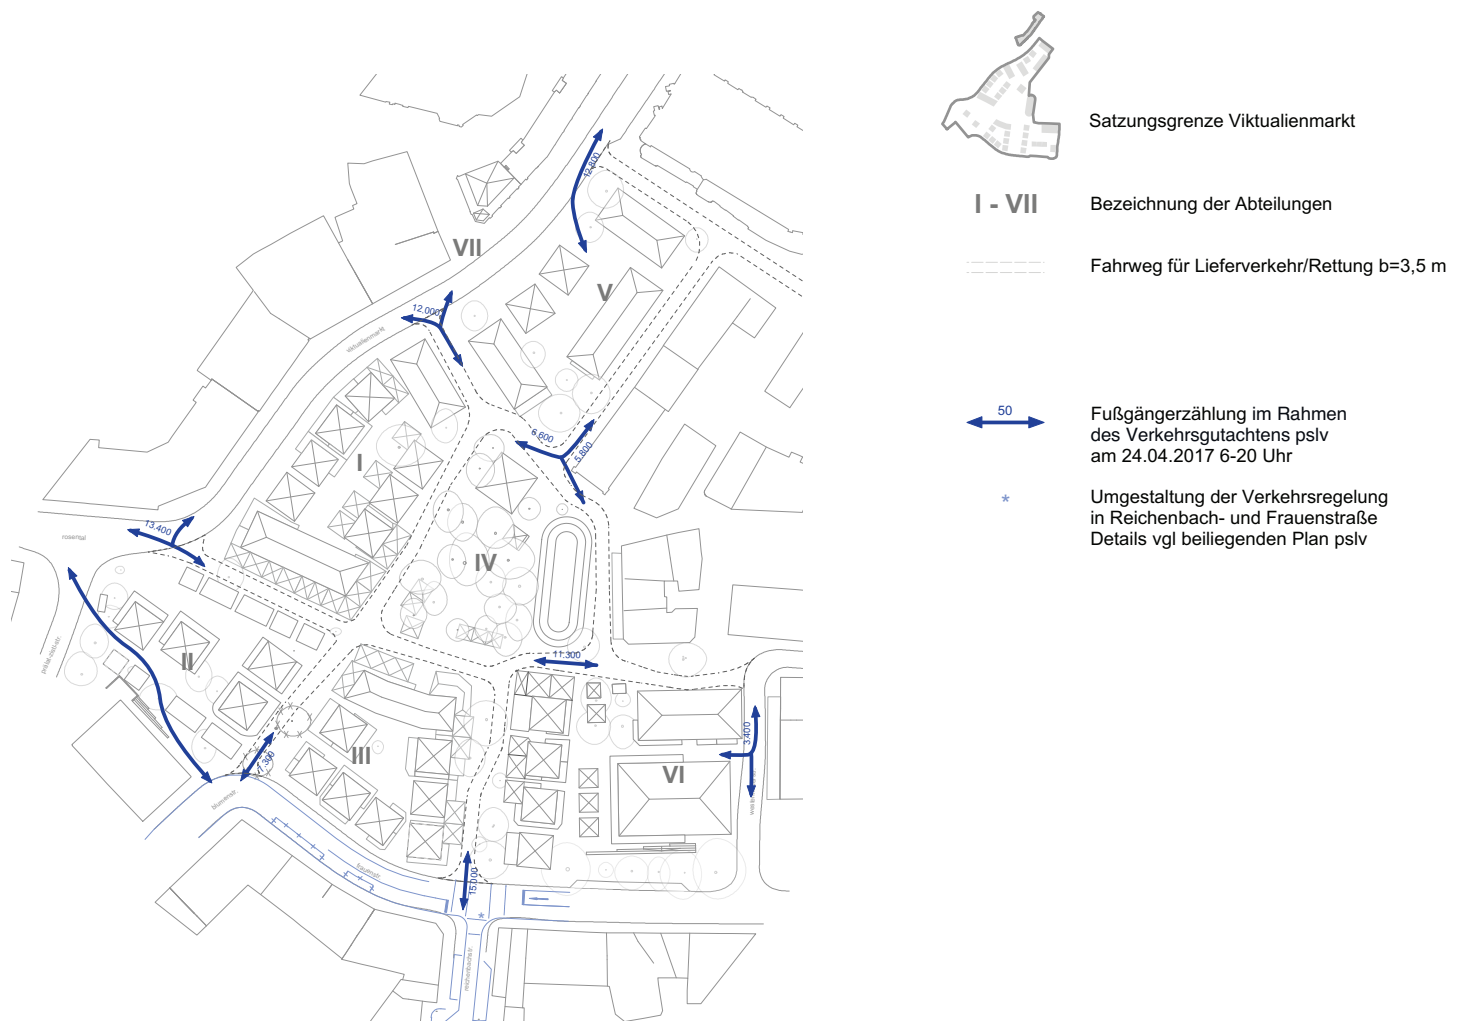 Satzungsgrenze Viktualienmarkt
I - VII
Bezeichnung der Abteilungen
Fahrweg für Lieferverkehr/Rettung b=3,5 m
50
Fußgängerzählung im Rahmen
des Verkehrsgutachtens pslv
am 24.04.2017 6-20 Uhr
*
Umgestaltung der Verkehrsregelung
in Reichenbach- und Frauenstraße
Details vgl beiliegenden Plan pslv
12.800
VII
V
12.000
viktualienmarkt
6.600
5.800
I
13.400
rosental
IV
II
11.300
3.400
III
VI
7.300
blumenstr.
frauenstr.
15.000
*
reichenbachstr.